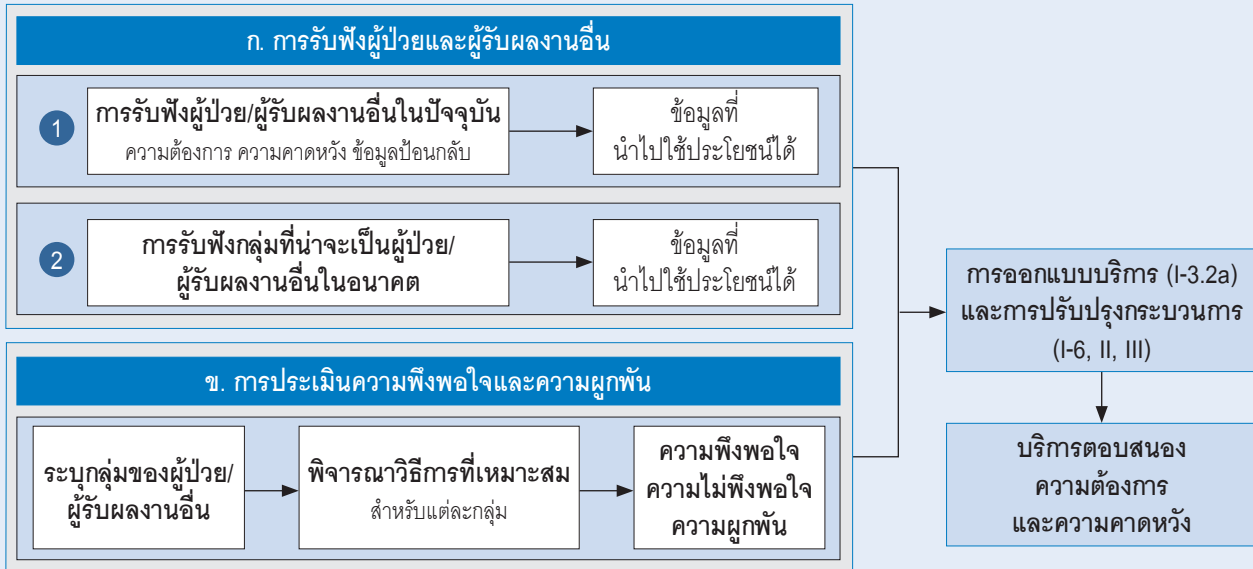 ก. การรับฟังผู้ป่วยและผู้รับผลงานอื่น
1
การรับฟังผู้ป่วย/ผู้รับผลงานอื่นในปัจจุบัน
ความต้องการ ความคาดหวัง ข้อมูลป้อนกลับ
ข้อมูลที่
นำไปใช้ประโยชน์ได้
2
การรับฟังกลุ่มที่น่าจะเป็นผู้ป่วย/
ผู้รับผลงานอื่นในอนาคต
ข้อมูลที่
นำไปใช้ประโยชน์ได้
ข. การประเมินความพึงพอใจและความผูกพัน
ระบุกลุ่มของผู้ป่วย/
ผู้รับผลงานอื่น
พิจารณาวิธีการที่เหมาะสม
สำหรับแต่ละกลุ่ม
ความพึงพอใจ
ความไม่พึงพอใจ
ความผูกพัน
การออกแบบบริการ (I-3.2a)
และการปรับปรุงกระบวนการ
(I-6, II, III)
บริการตอบสนอง
ความต้องการ
และความคาดหวัง